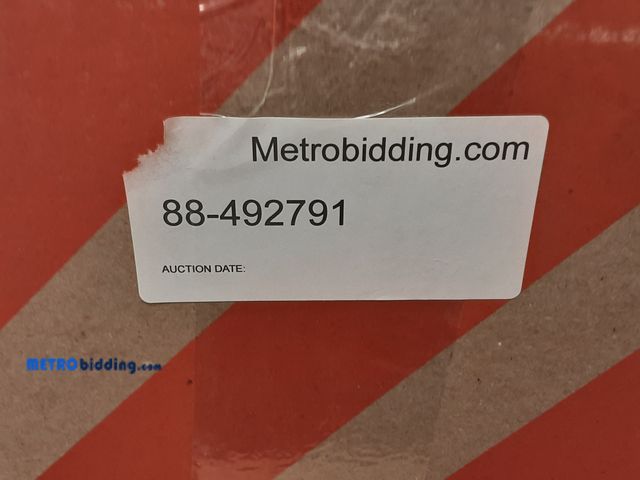 Metrobidding.com
88-492791
AUCTION DATE:
METRObidding.com